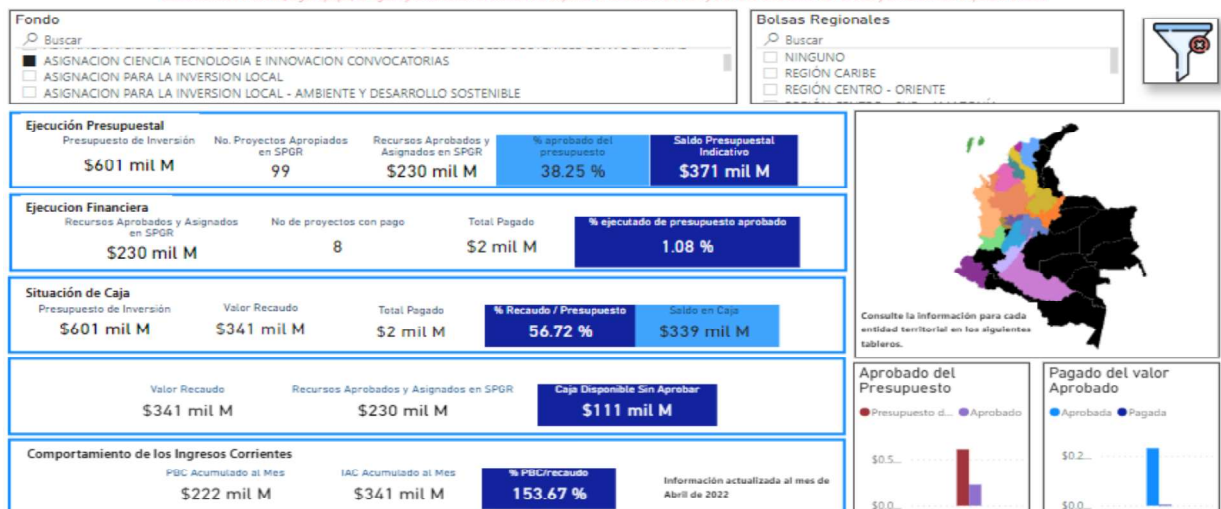 Fondo
Buscar
ASIGNACION CIENCIA TECNOLOGIA E INNOVACION CONVOCATORIAS
ASIGNACION PARA LA INVERSION LOCAL
ASIGNACION PARA LA INVERSION LOCAL - AMBIENTE Y DESARROLLO SOSTENIBLE
Bolsas Regionales
Buscar
NINGUNO
REGIÓN CARIBE
REGIÓN CENTRO - ORIENTE
Ejecución Presupuestal
Presupuesto de Inversión
$601 mil M
No. Proyectos Apropiados
en SPGR
99
Recursos Aprobados y
Asignados en SPGR
$230 mil M
% aprobado del
presupuesto
38.25 %
Saldo Presupuestal
Indicativo
$371 mil M
Ejecucion Financiera
Recursos Aprobados y Asignados
en SPGR
$230 mil M
No de proyectos con pago
8
Total Pagado
$2 mil M
% ejecutado de presupuesto aprobado
1.08 %
Situación de Caja
Presupuesto de Inversión
$601 mil M
Valor Recaudo
$341 mil M
Total Pagado
$2 mil M
% Recaudo / Presupuesto
56.72 %
Saldo en Caja
$339 mil M
Valor Recaudo
$341 mil M
Recursos Aprobados y Asignados en SPGR
$230 mil M
Caja Disponible Sin Aprobar
$111 mil M
Comportamiento de los Ingresos Corrientes
PBC Acumulado al Mes
$222 mil M
IAC Acumulado al Mes
$341 mil M
% PBC/recaudo
153.67 %
Información actualizada al mes de
Abril de 2022
Consulte la información para cada
entidad territorial en los siguientes
tableros.
Aprobado del
Presupuesto
Presupuesto d... Aprobado
$0.5...
$0.0...
Pagado del valor
Aprobado
Aprobada Pagada
$0.2...
$0.0...